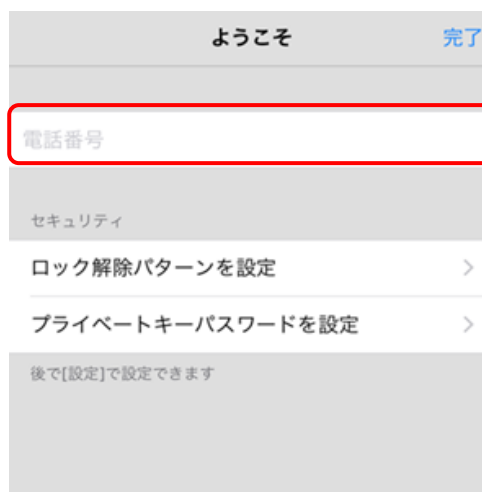 ようこそ 完了
電話番号
セキュリティ
ロック解除パターンを設定
プライベートキーパスワードを設定
後で[設定]で設定できます